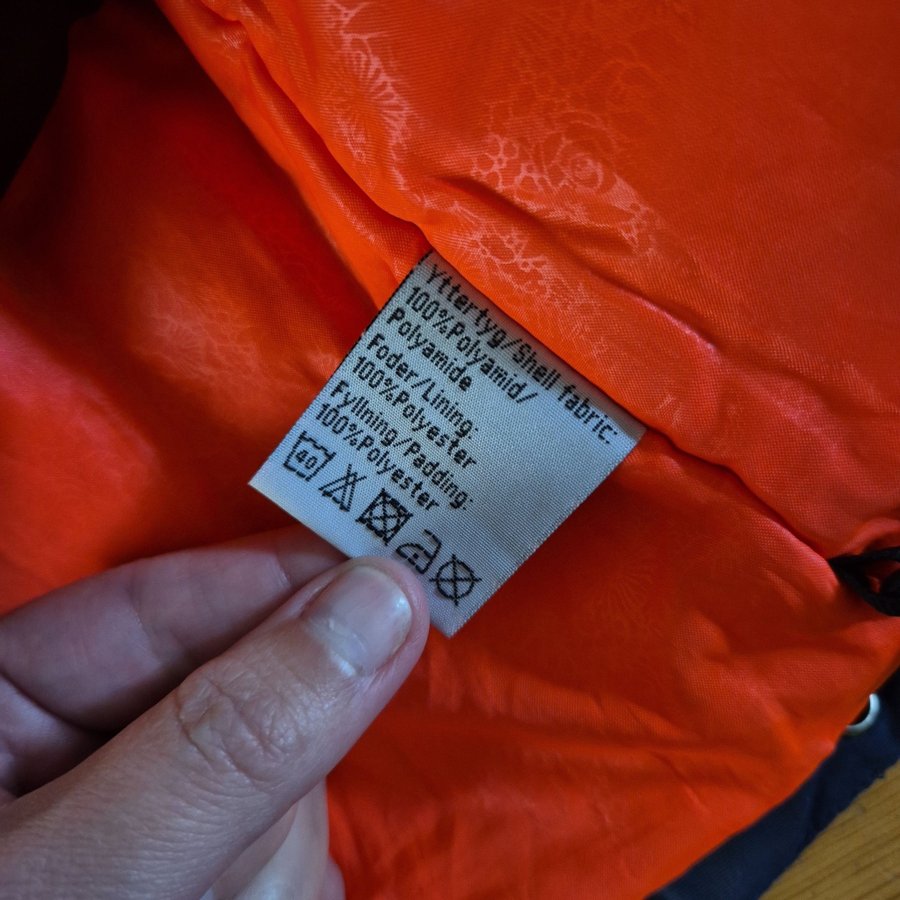 Yttertyg/Shell fabric:
100%Polyamid/
Polyamide
Foder/Lining:
100%Polyester
Fyllning/Padding:
100%Polyester
40